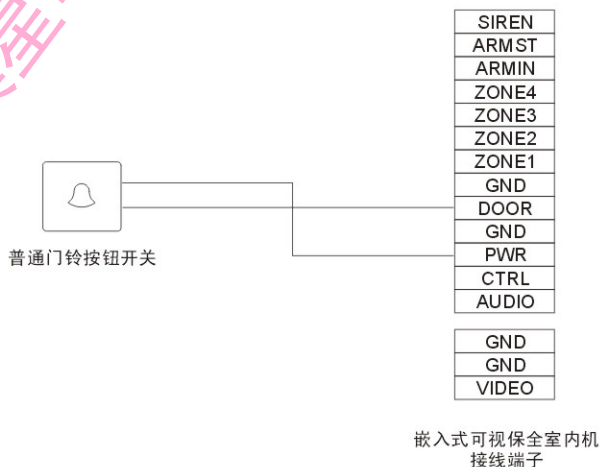 SIREN
ARMST
ARMIN
ZONE4
ZONE3
ZONE2
ZONE1
GND
DOOR
GND
PWR
CTRL
AUDIO
普通门铃按钮开关
GND
GND
VIDEO
嵌入式可视保全室内机
接线端子